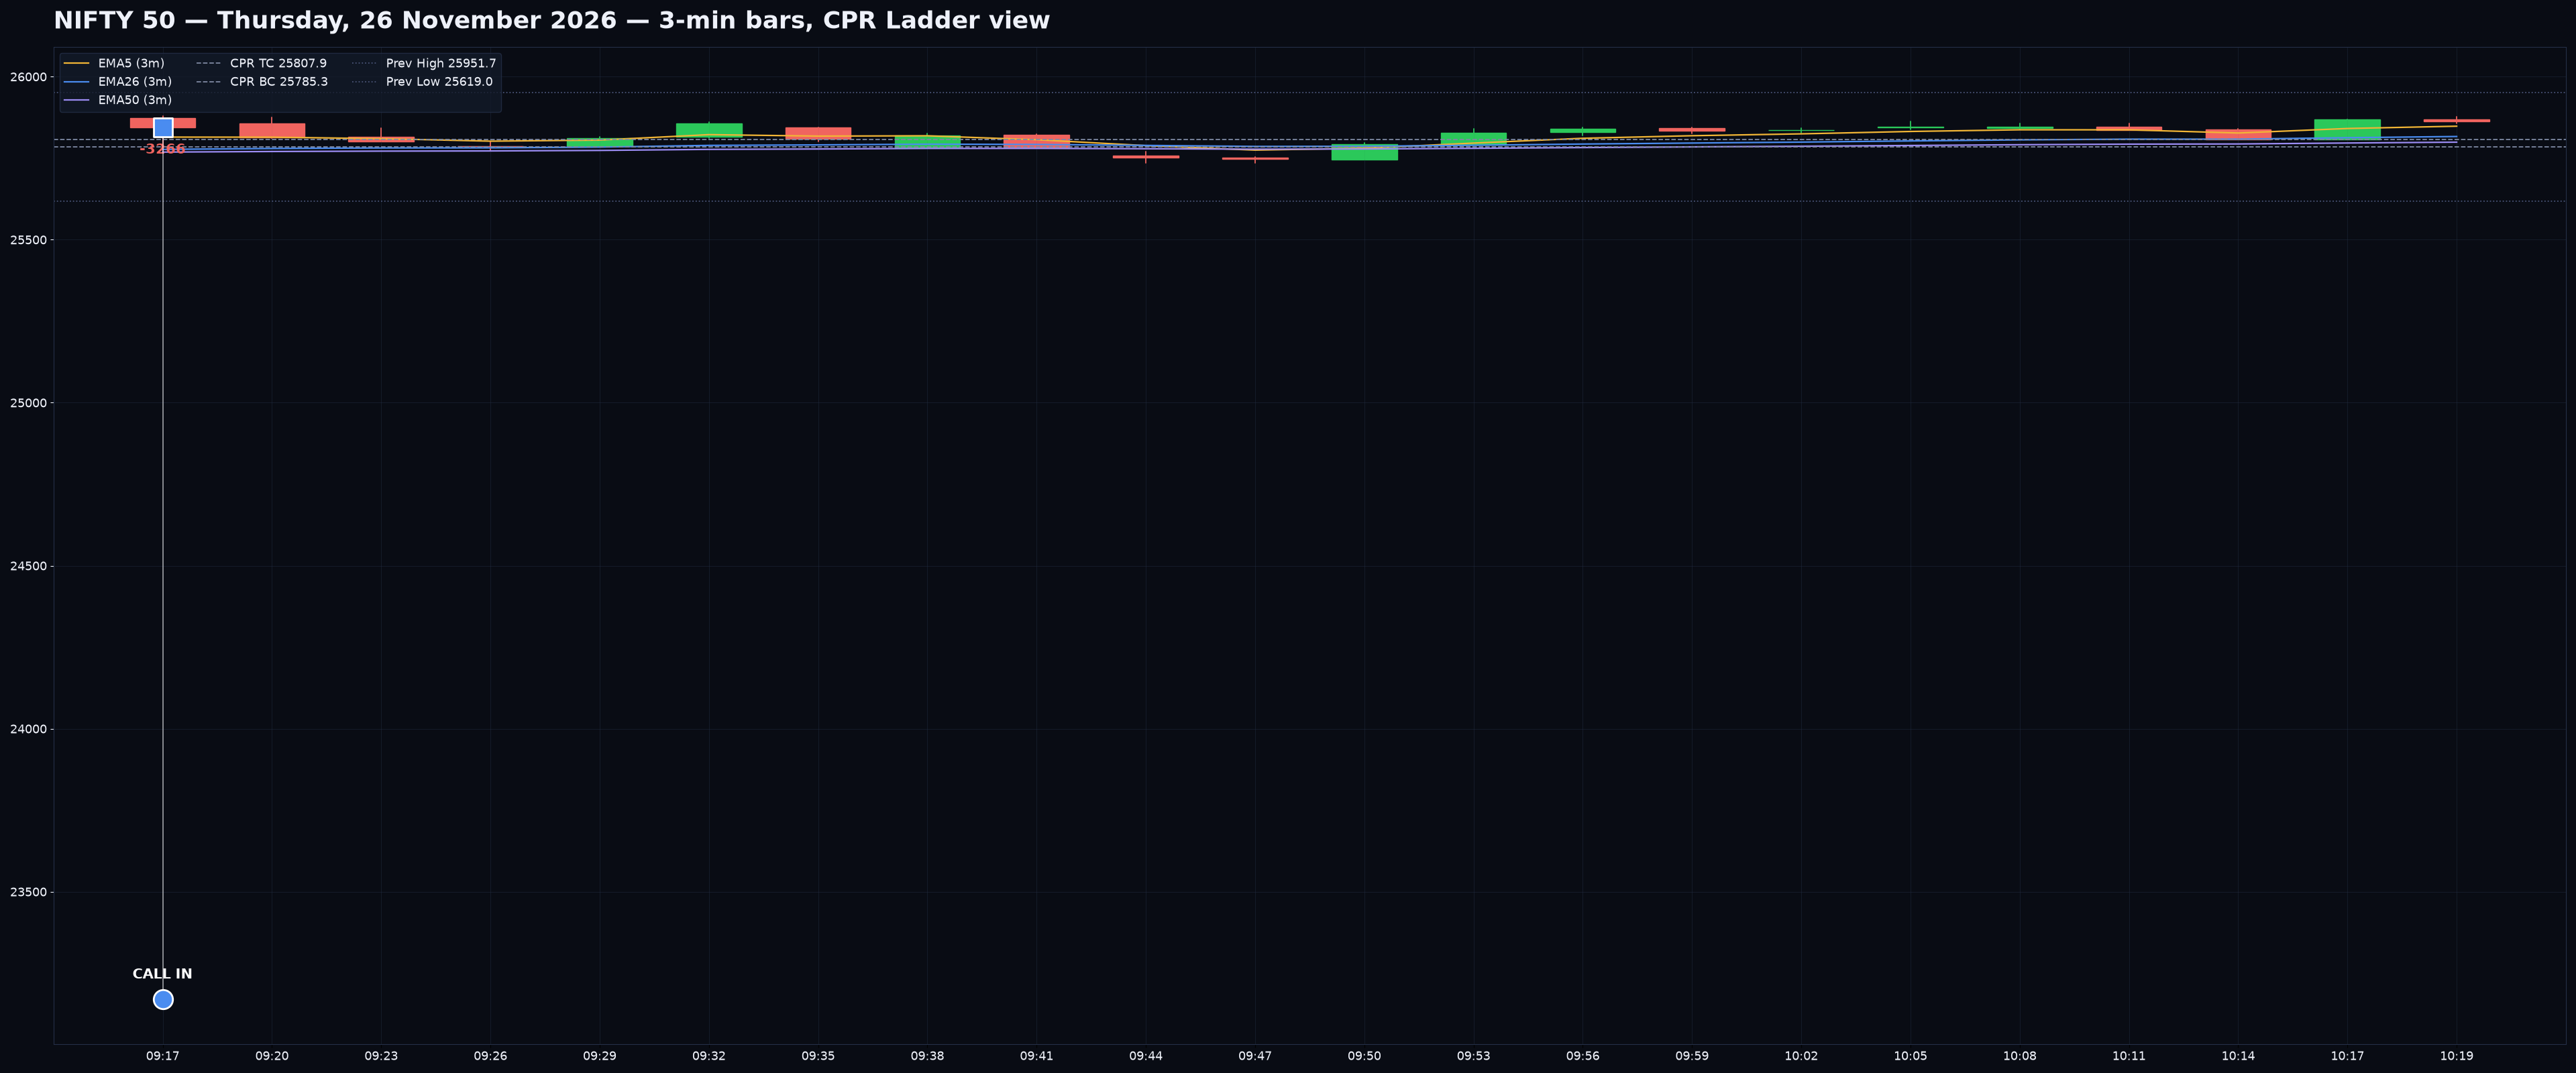 NIFTY 50 — Thursday, 26 November 2026 — 3-min bars, CPR Ladder view
EMA5 (3m) CPR TC 25807.9 Prev High 25951.7
EMA26 (3m) CPR BC 25785.3 Prev Low 25619.0
EMA50 (3m)
26000
25500
25000
24500
24000
23500
-3266
CALL IN
09:17 09:20 09:23 09:26 09:29 09:32 09:35 09:38 09:41 09:44 09:47 09:50 09:53 09:56 09:59 10:02 10:05 10:08 10:11 10:14 10:17 10:19